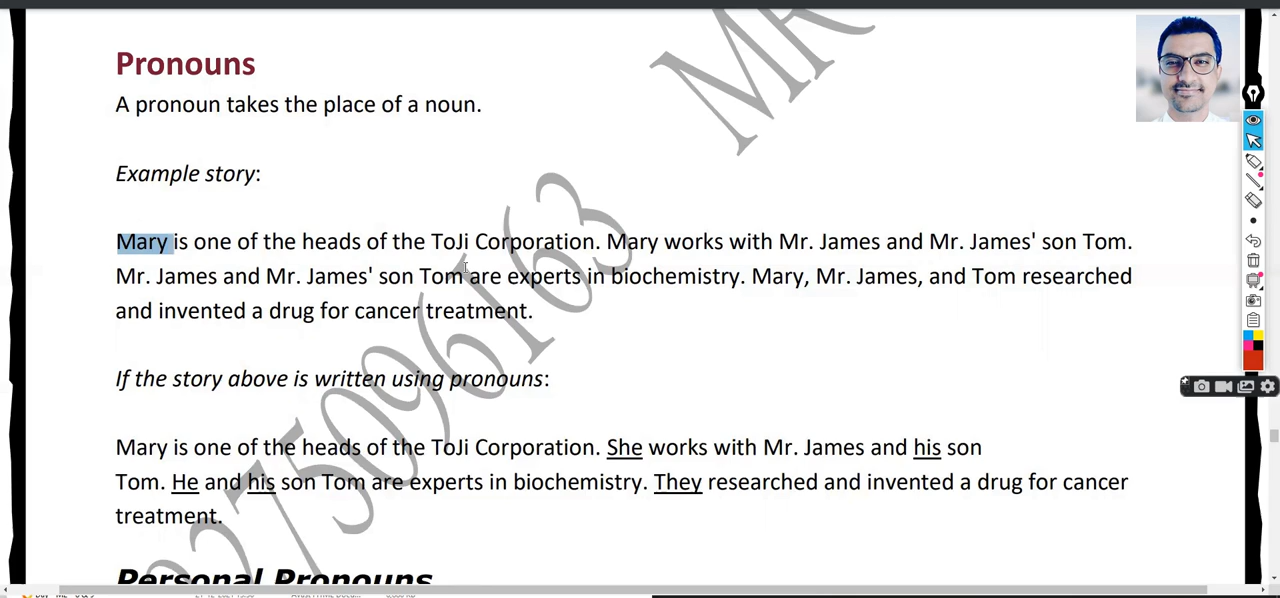 Pronouns
A pronoun takes the place of a noun.
Example story:
Mary is one of the heads of the ToJi Corporation. Mary works with Mr. James and Mr. James' son Tom.
Mr. James and Mr. James' son Tom are experts in biochemistry. Mary, Mr. James, and Tom researched
and invented a drug for cancer treatment.
If the story above is written using pronouns:
Mary is one of the heads of the ToJi Corporation. She works with Mr. James and his son
Tom. He and his son Tom are experts in biochemistry. They researched and invented a drug for cancer
treatment.
Personal Pronouns